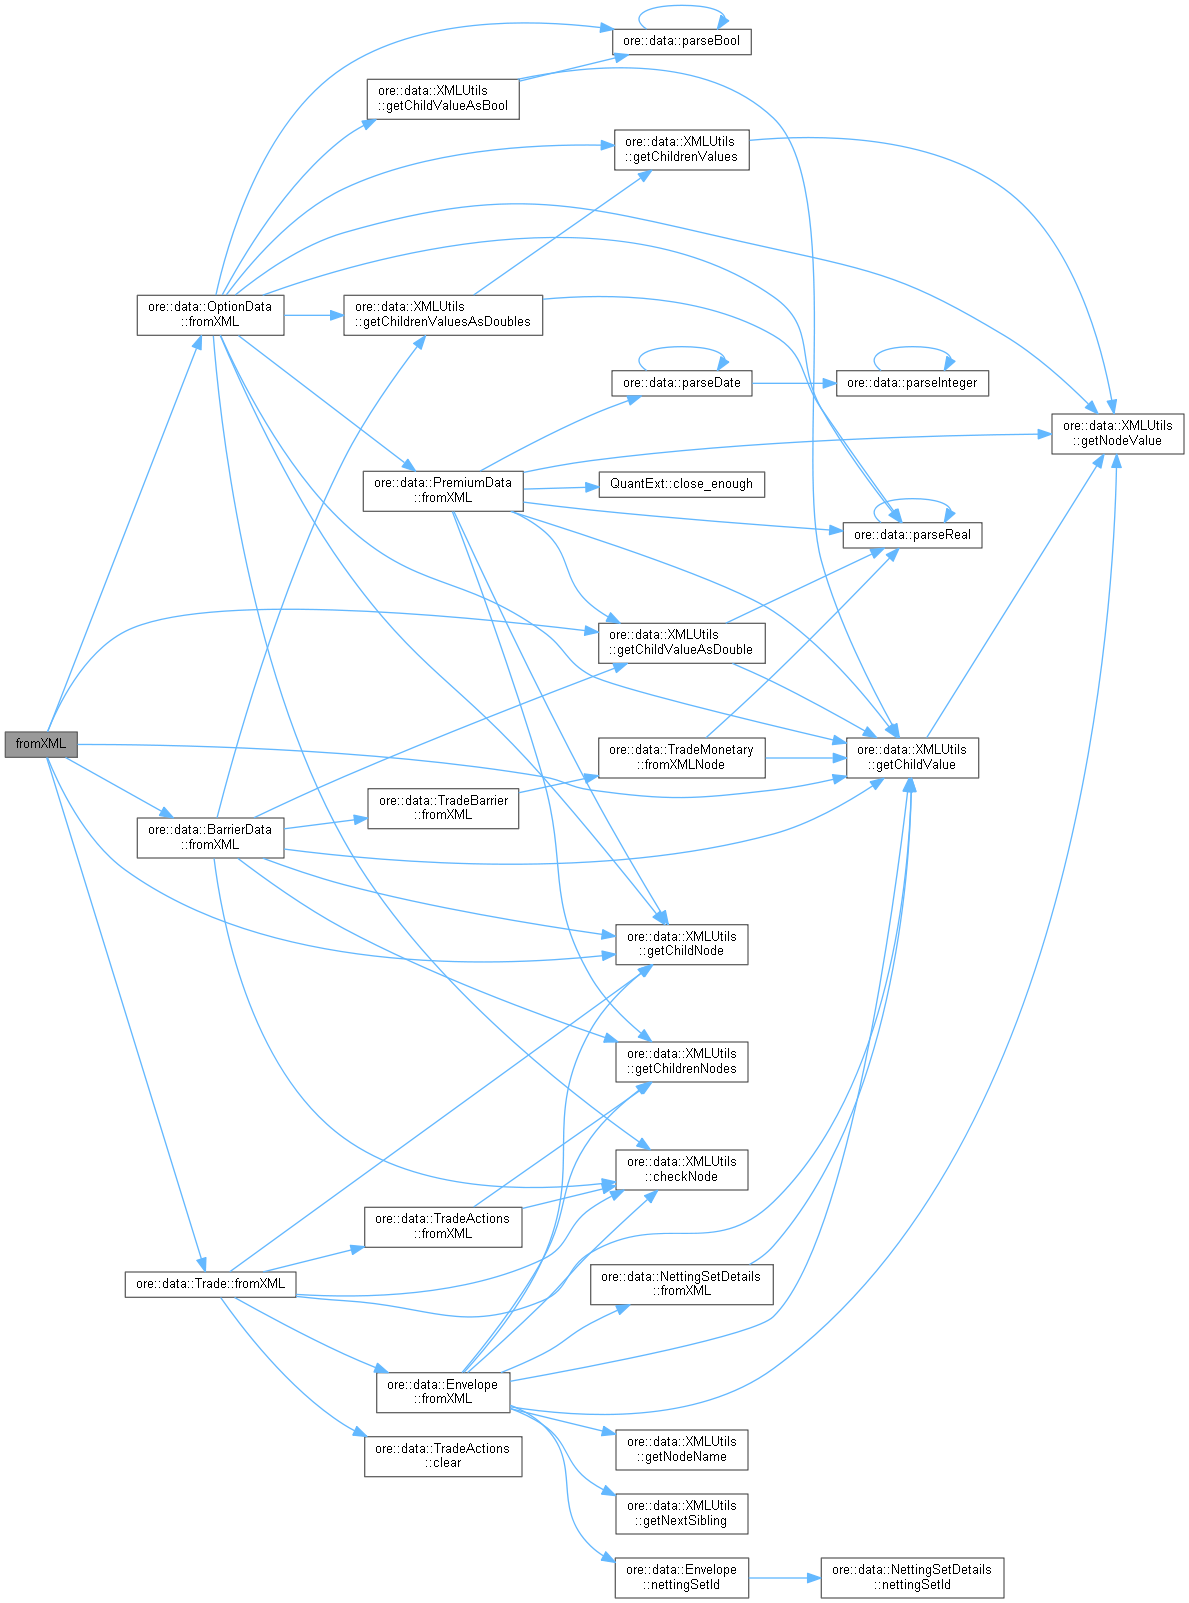 fromXML
ore::data::OptionData
::fromXML
ore::data::BarrierData
::fromXML
ore::data::Trade::fromXML
ore::data::XMLUtils
::getChildValueAsBool
ore::data::XMLUtils
::getChildrenValuesAsDoubles
ore::data::PremiumData
::fromXML
ore::data::TradeBarrier
::fromXML
ore::data::TradeActions
::fromXML
ore::data::Envelope
::fromXML
ore::data::TradeActions
::clear
ore::data::parseBool
ore::data::XMLUtils
::getChildrenValues
ore::data::parseDate
QuantExt::close_enough
ore::data::XMLUtils
::getChildValueAsDouble
ore::data::TradeMonetary
::fromXMLNode
ore::data::XMLUtils
::getChildNode
ore::data::XMLUtils
::getChildrenNodes
ore::data::XMLUtils
::checkNode
ore::data::NettingSetDetails
::fromXML
ore::data::XMLUtils
::getNodeName
ore::data::XMLUtils
::getNextSibling
ore::data::Envelope
::nettingSetId
ore::data::parseInteger
ore::data::parseReal
ore::data::XMLUtils
::getChildValue
ore::data::NettingSetDetails
::nettingSetId
ore::data::XMLUtils
::getNodeValue